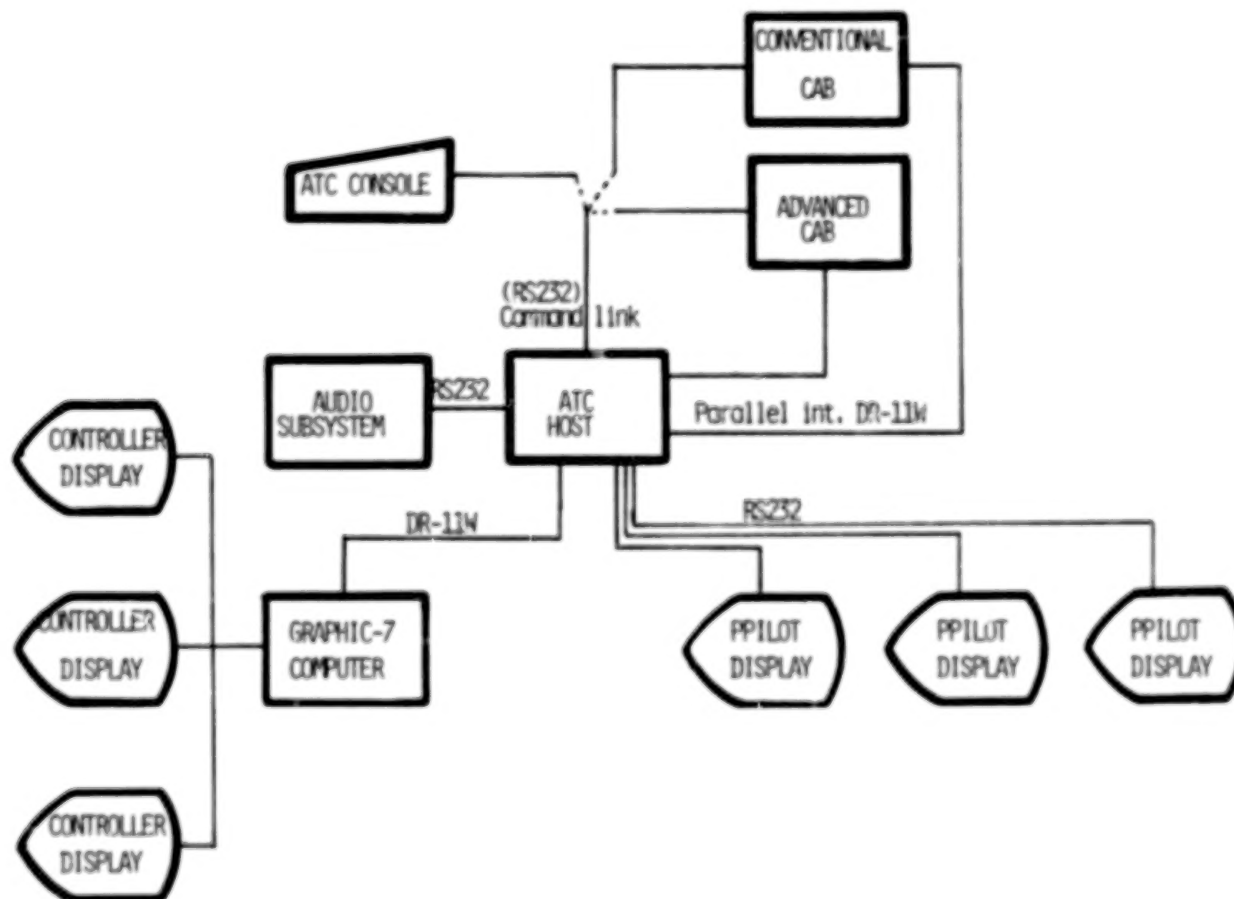 CONVENTIONAL
CAB
ATC CONSOLE
ADVANCED
CAB
(RS232)
Command link
AUDIO
SUBSYSTEM
RS232
ATC
HOST
Parallel int. DR-11W
CONTROLLER
DISPLAY
DR-11W
RS232
CONTROLLER
DISPLAY
GRAPHIC-7
COMPUTER
PPILOT
DISPLAY
PPILOT
DISPLAY
PPILOT
DISPLAY
CONTROLLER
DISPLAY